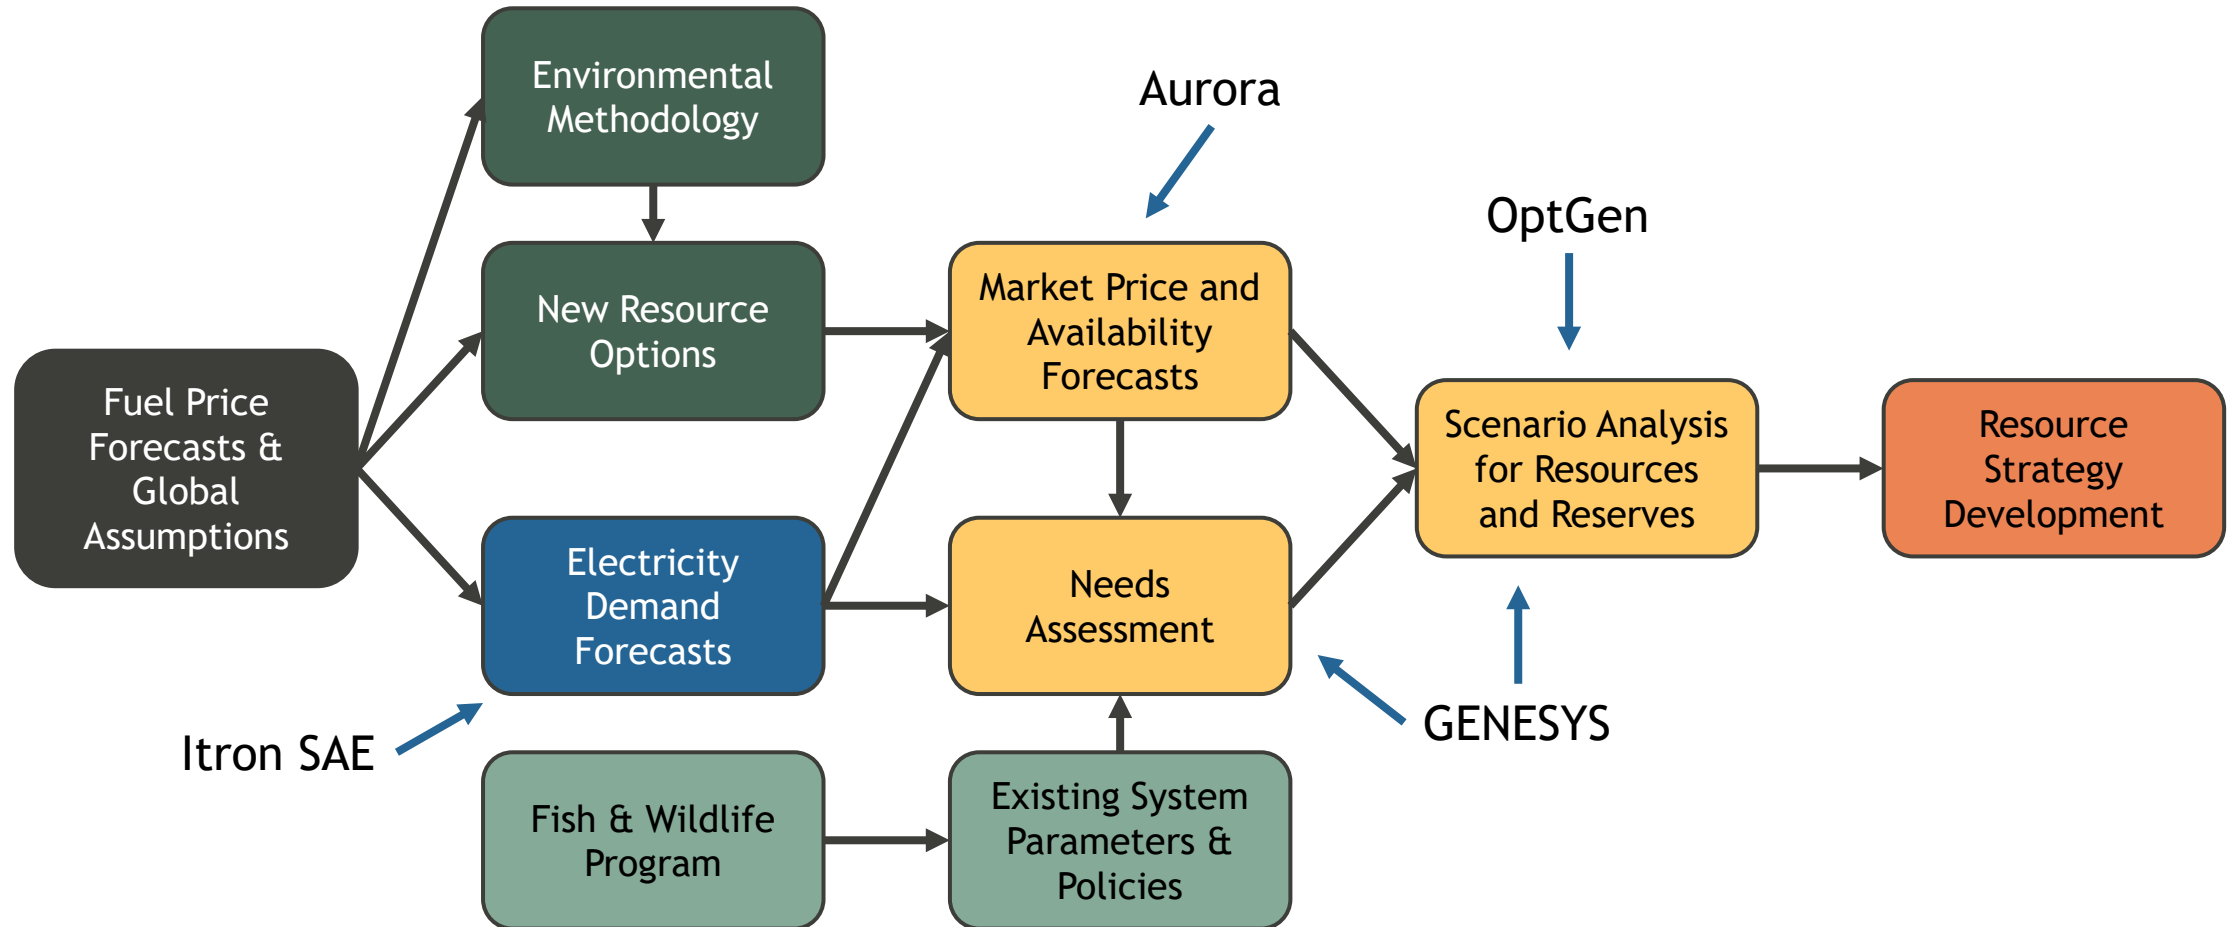 Environmental
Methodology
Aurora
OptGen
New Resource
Options
Market Price and
Availability
Forecasts
Fuel Price
Forecasts &
Global
Assumptions
Scenario Analysis
for Resources
and Reserves
Resource
Strategy
Development
Electricity
Demand
Forecasts
Needs
Assessment
Itron SAE
GENESYS
Fish & Wildlife
Program
Existing System
Parameters &
Policies